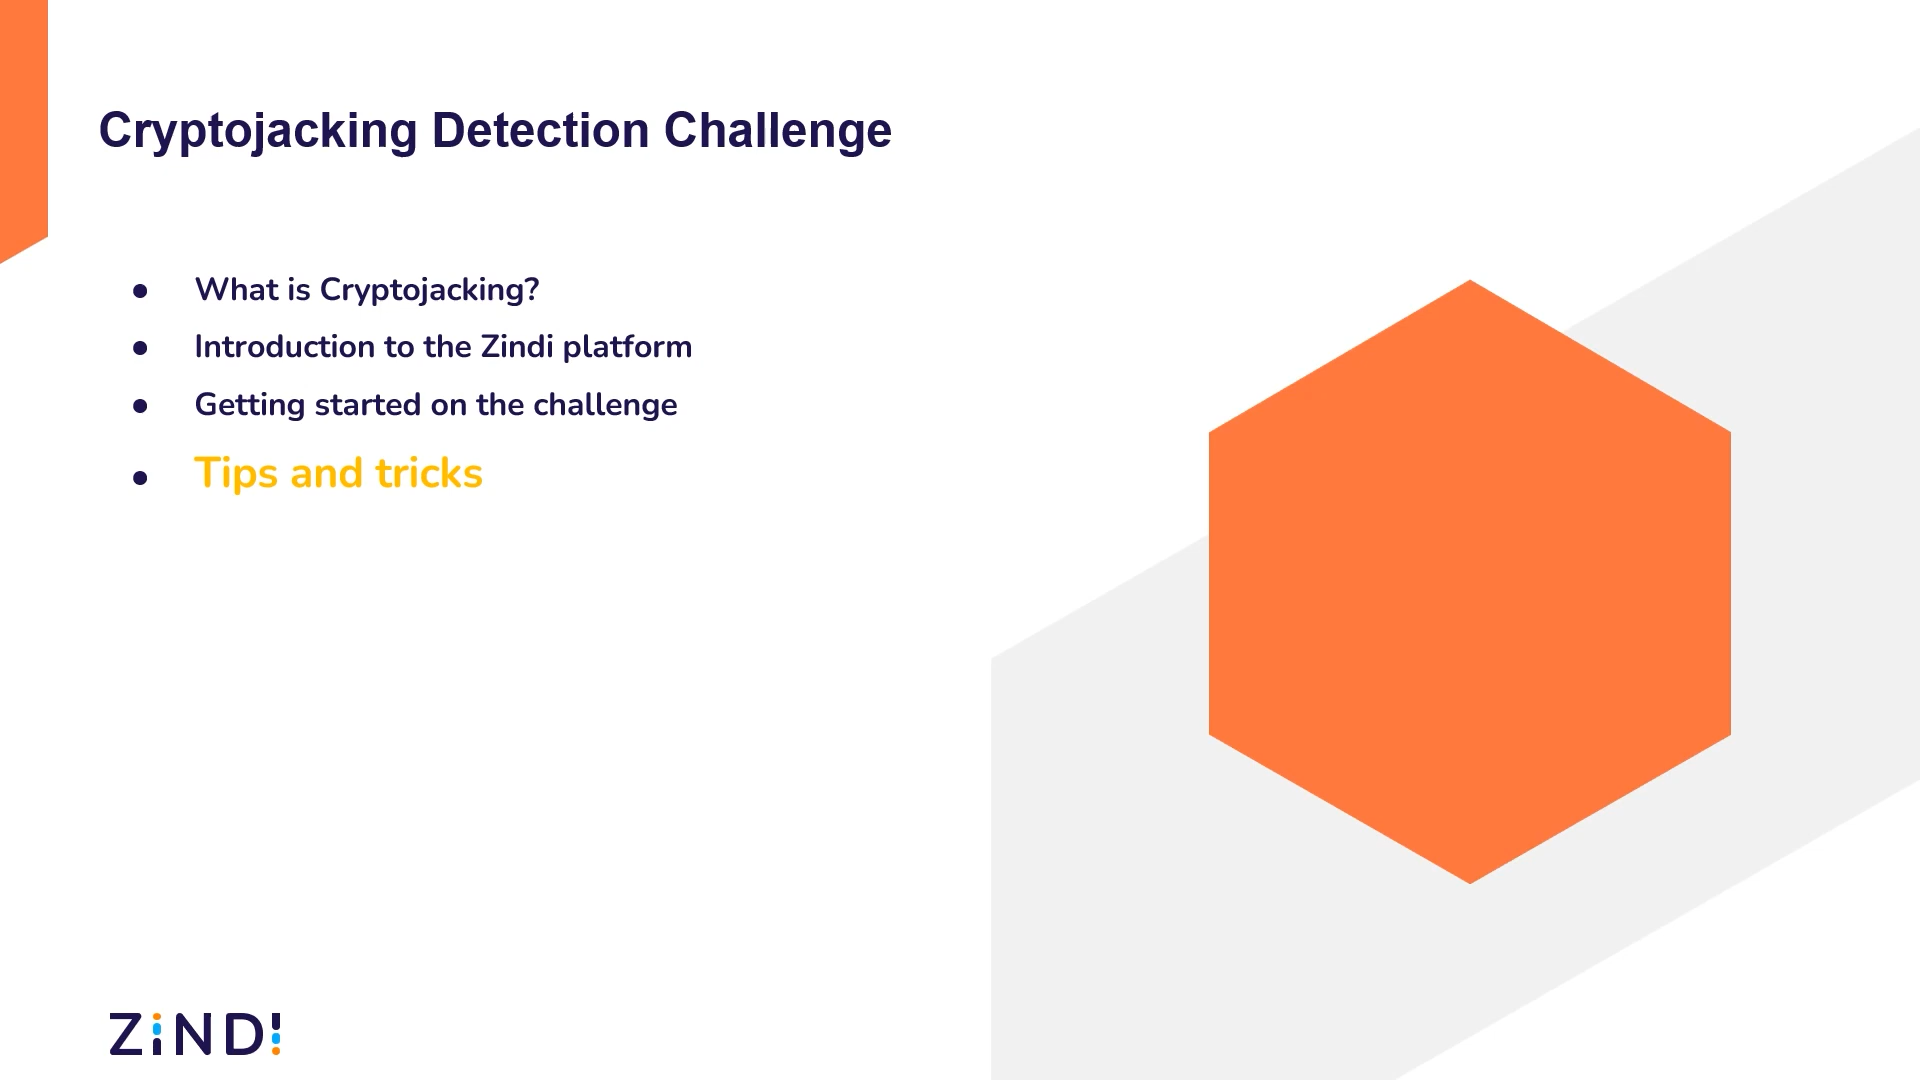 Cryptojacking Detection Challenge
● What is Cryptojacking?
● Introduction to the Zindi platform
● Getting started on the challenge
● Tips and tricks
ZiNDi